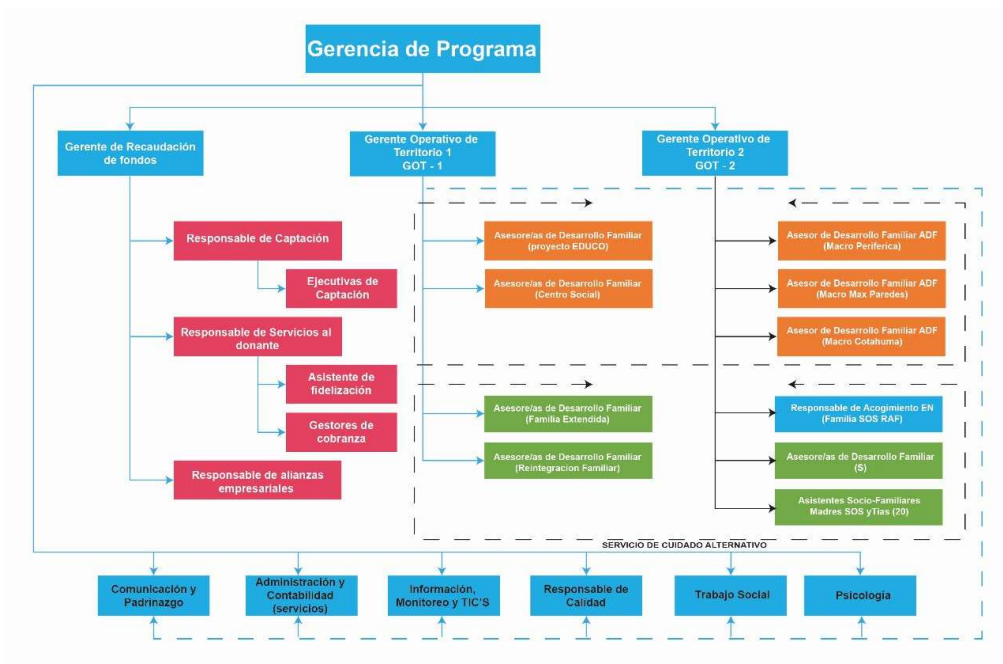 Gerencia de Programa
Gerente de Recaudación
de fondos
Gerente Operativo de
Territorio 1
GOT - 1
Gerente Operativo de
Territorio 2
GOT - 2
Responsable de Captación
Ejecutivas de
Captación
Responsable de Servicios al
donante
Asistente de
fidelización
Gestores de
cobranza
Responsable de alianzas
empresariales
Asesore/as de Desarrollo Familiar
(proyecto EDUCO)
Asesore/as de Desarrollo Familiar
(Centro Social)
Asesore/as de Desarrollo Familiar
(Familia Extendida)
Asesore/as de Desarrollo Familiar
(Reintegracion Familiar)
Asesor de Desarrollo Familiar ADF
(Macro Periferica)
Asesor de Desarrollo Familiar ADF
(Macro Max Paredes)
Asesor de Desarrollo Familiar ADF
(Macro Cotahuma)
Responsable de Acogimiento EN
(Familia SOS RAF)
Asesore/as de Desarrollo Familiar
(S)
Asistentes Socio-Familiares
Madres SOS yTias (20)
SERVICIO DE CUIDADO ALTERNATIVO
Comunicación y
Padrinazgo
Administración y
Contabilidad
(servicios)
Información,
Monitoreo y TIC'S
Responsable de
Calidad
Trabajo Social
Psicología